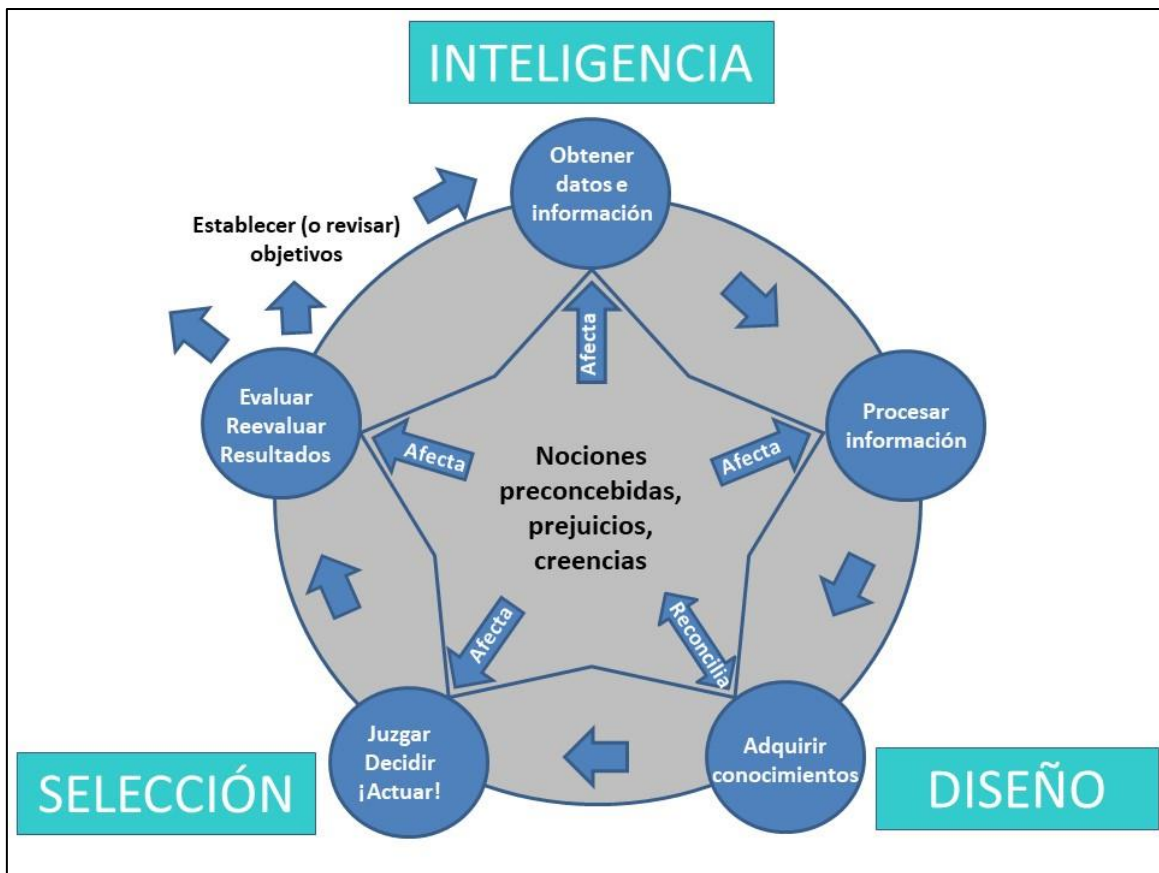 INTELIGENCIA
Obtener
datos e
información
Establecer (o revisar)
objetivos
Afecta
Evaluar
Reevaluar
Resultados
Procesar
información
Afecta
Afecta
Nociones
preconcebidas,
prejuicios,
creencias
Afecta
Reconcilia
Juzgar
Decidir
¡Actuar!
Adquirir
conocimientos
SELECCIÓN
DISEÑO